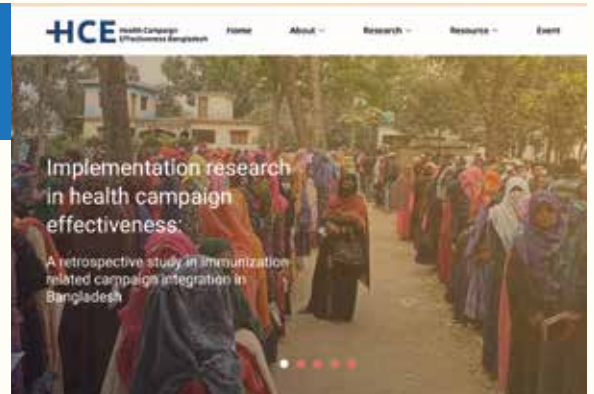 HCE Health Campaign
Effectiveness Bangladesh
Home About Research Resource Event
Implementation research
in health campaign
effectiveness:
A retrospective study in immunization
related campaign integration in
Bangladesh